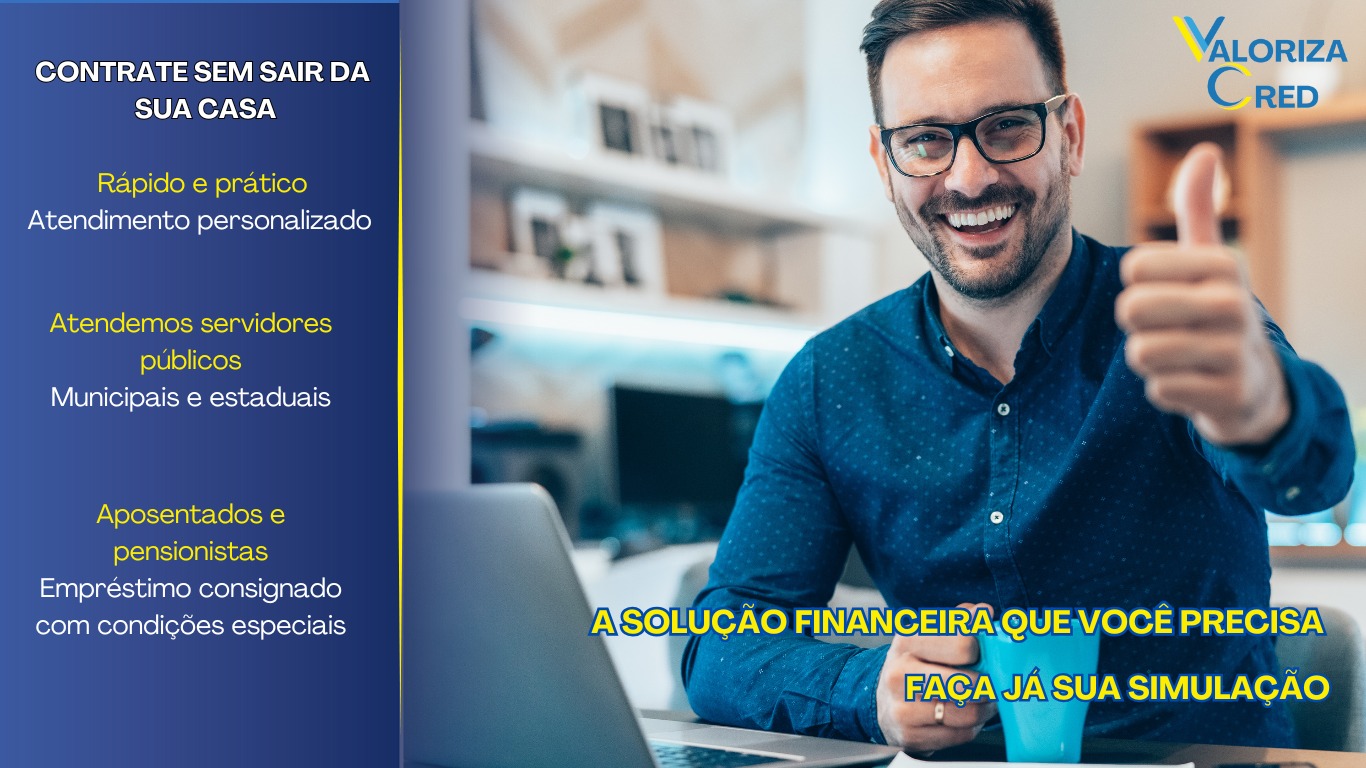 CONTRATE SEM SAIR DA
SUA CASA
Rápido e prático
Atendimento personalizado
Atendemos servidores
públicos
Municipais e estaduais
Aposentados e
pensionistas
Empréstimo consignado
com condições especiais
VALORIZA
CRED
A SOLUÇÃO FINANCEIRA QUE VOCÊ PRECISA
FAÇA JÁ SUA SIMULAÇÃO